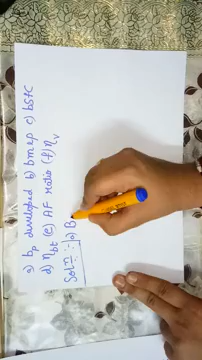 a) bp developed b) bmep c) bsfc
d) ηbt (e) AF ratio (f) ηv
Soln :- a) B